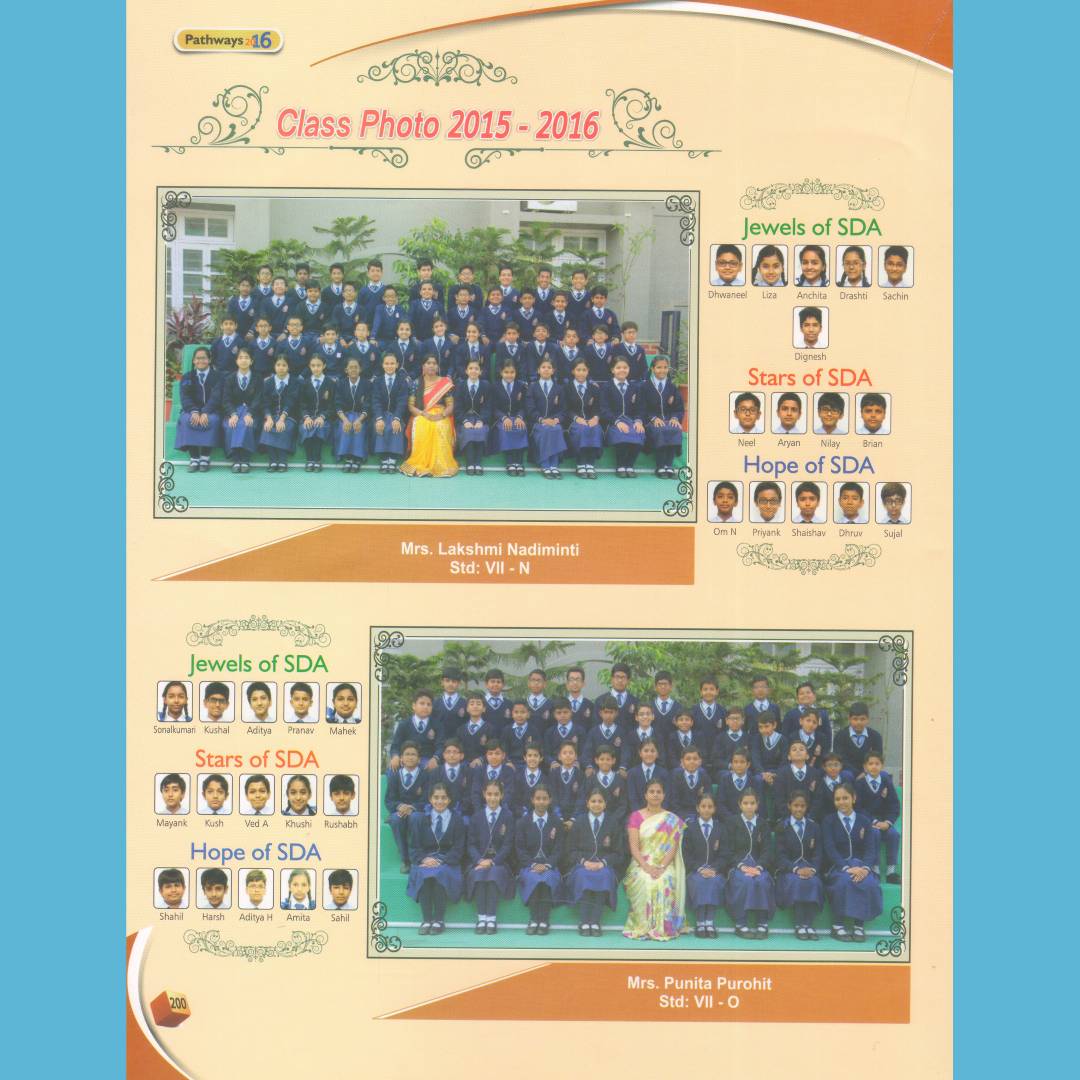 Pathways 2016
Class Photo 2015 - 2016
Jewels of SDA
Dhwaneel Liza Anchita Drashti Sachin
Dignesh
Stars of SDA
Neel Aryan Nilay Brian
Hope of SDA
Om N Priyank Shaishav Dhruv Sujal
Mrs. Lakshmi Nadiminti
Std: VII - N
Jewels of SDA
Sonalkumari Kushal Aditya Pranav Mahek
Stars of SDA
Mayank Kush Ved A Khushi Rushabh
Hope of SDA
Shahil Harsh Aditya H Amita Sahil
Mrs. Punita Purohit
Std: VII - O
200